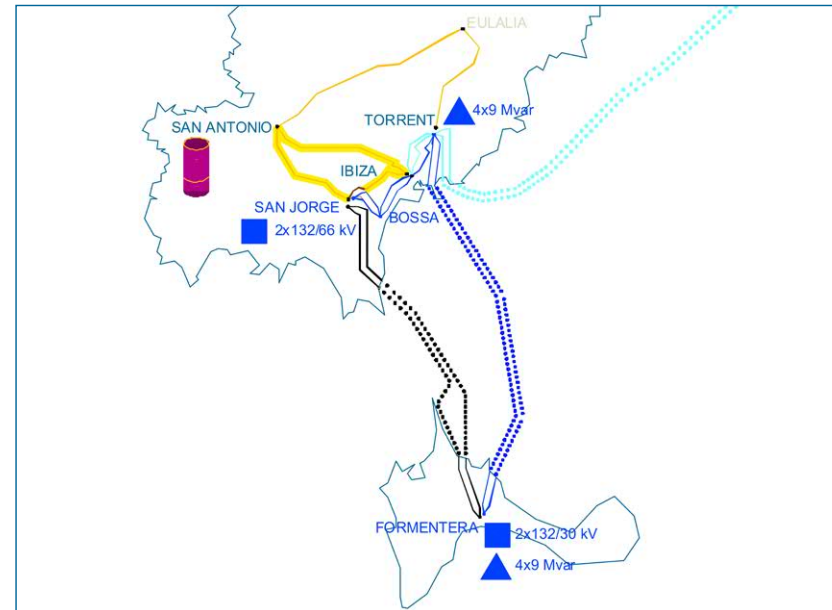 EULALIA
4x9 Mvar
TORRENT
SAN ANTONIO
IBIZA
SAN JORGE
BOSSA
2x132/66 kV
FORMENTERA
2x132/30 kV
4x9 Mvar